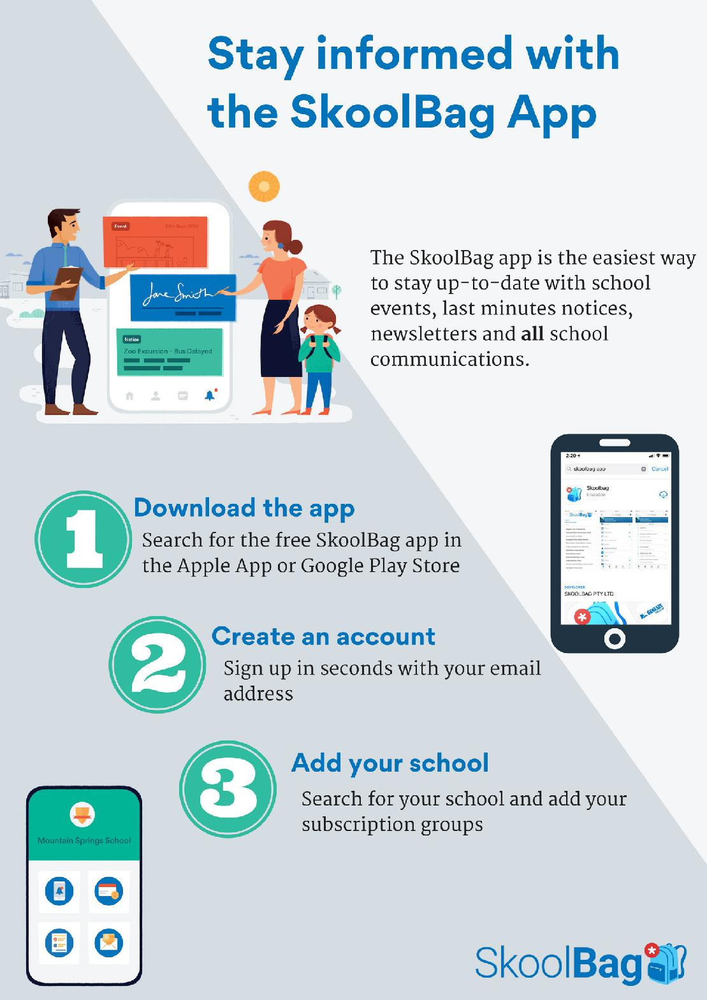 Stay informed with
the SkoolBag App
Event
26th Sept 2018
Jane Smith
Notice
Zoo Excursion - Bus Delayed
The SkoolBag app is the easiest way
to stay up-to-date with school
events, last minutes notices,
newsletters and all school
communications.
2:20
skoolbag app
Cancel
Skoolbag
Education
SkoolBag
DEVELOPER
SKOOLBAG PTY LTD
GENESIS
1
Download the app
Search for the free SkoolBag app in
the Apple App or Google Play Store
2
Create an account
Sign up in seconds with your email
address
3
Add your school
Search for your school and add your
subscription groups
Mountain Springs School
SkoolBag